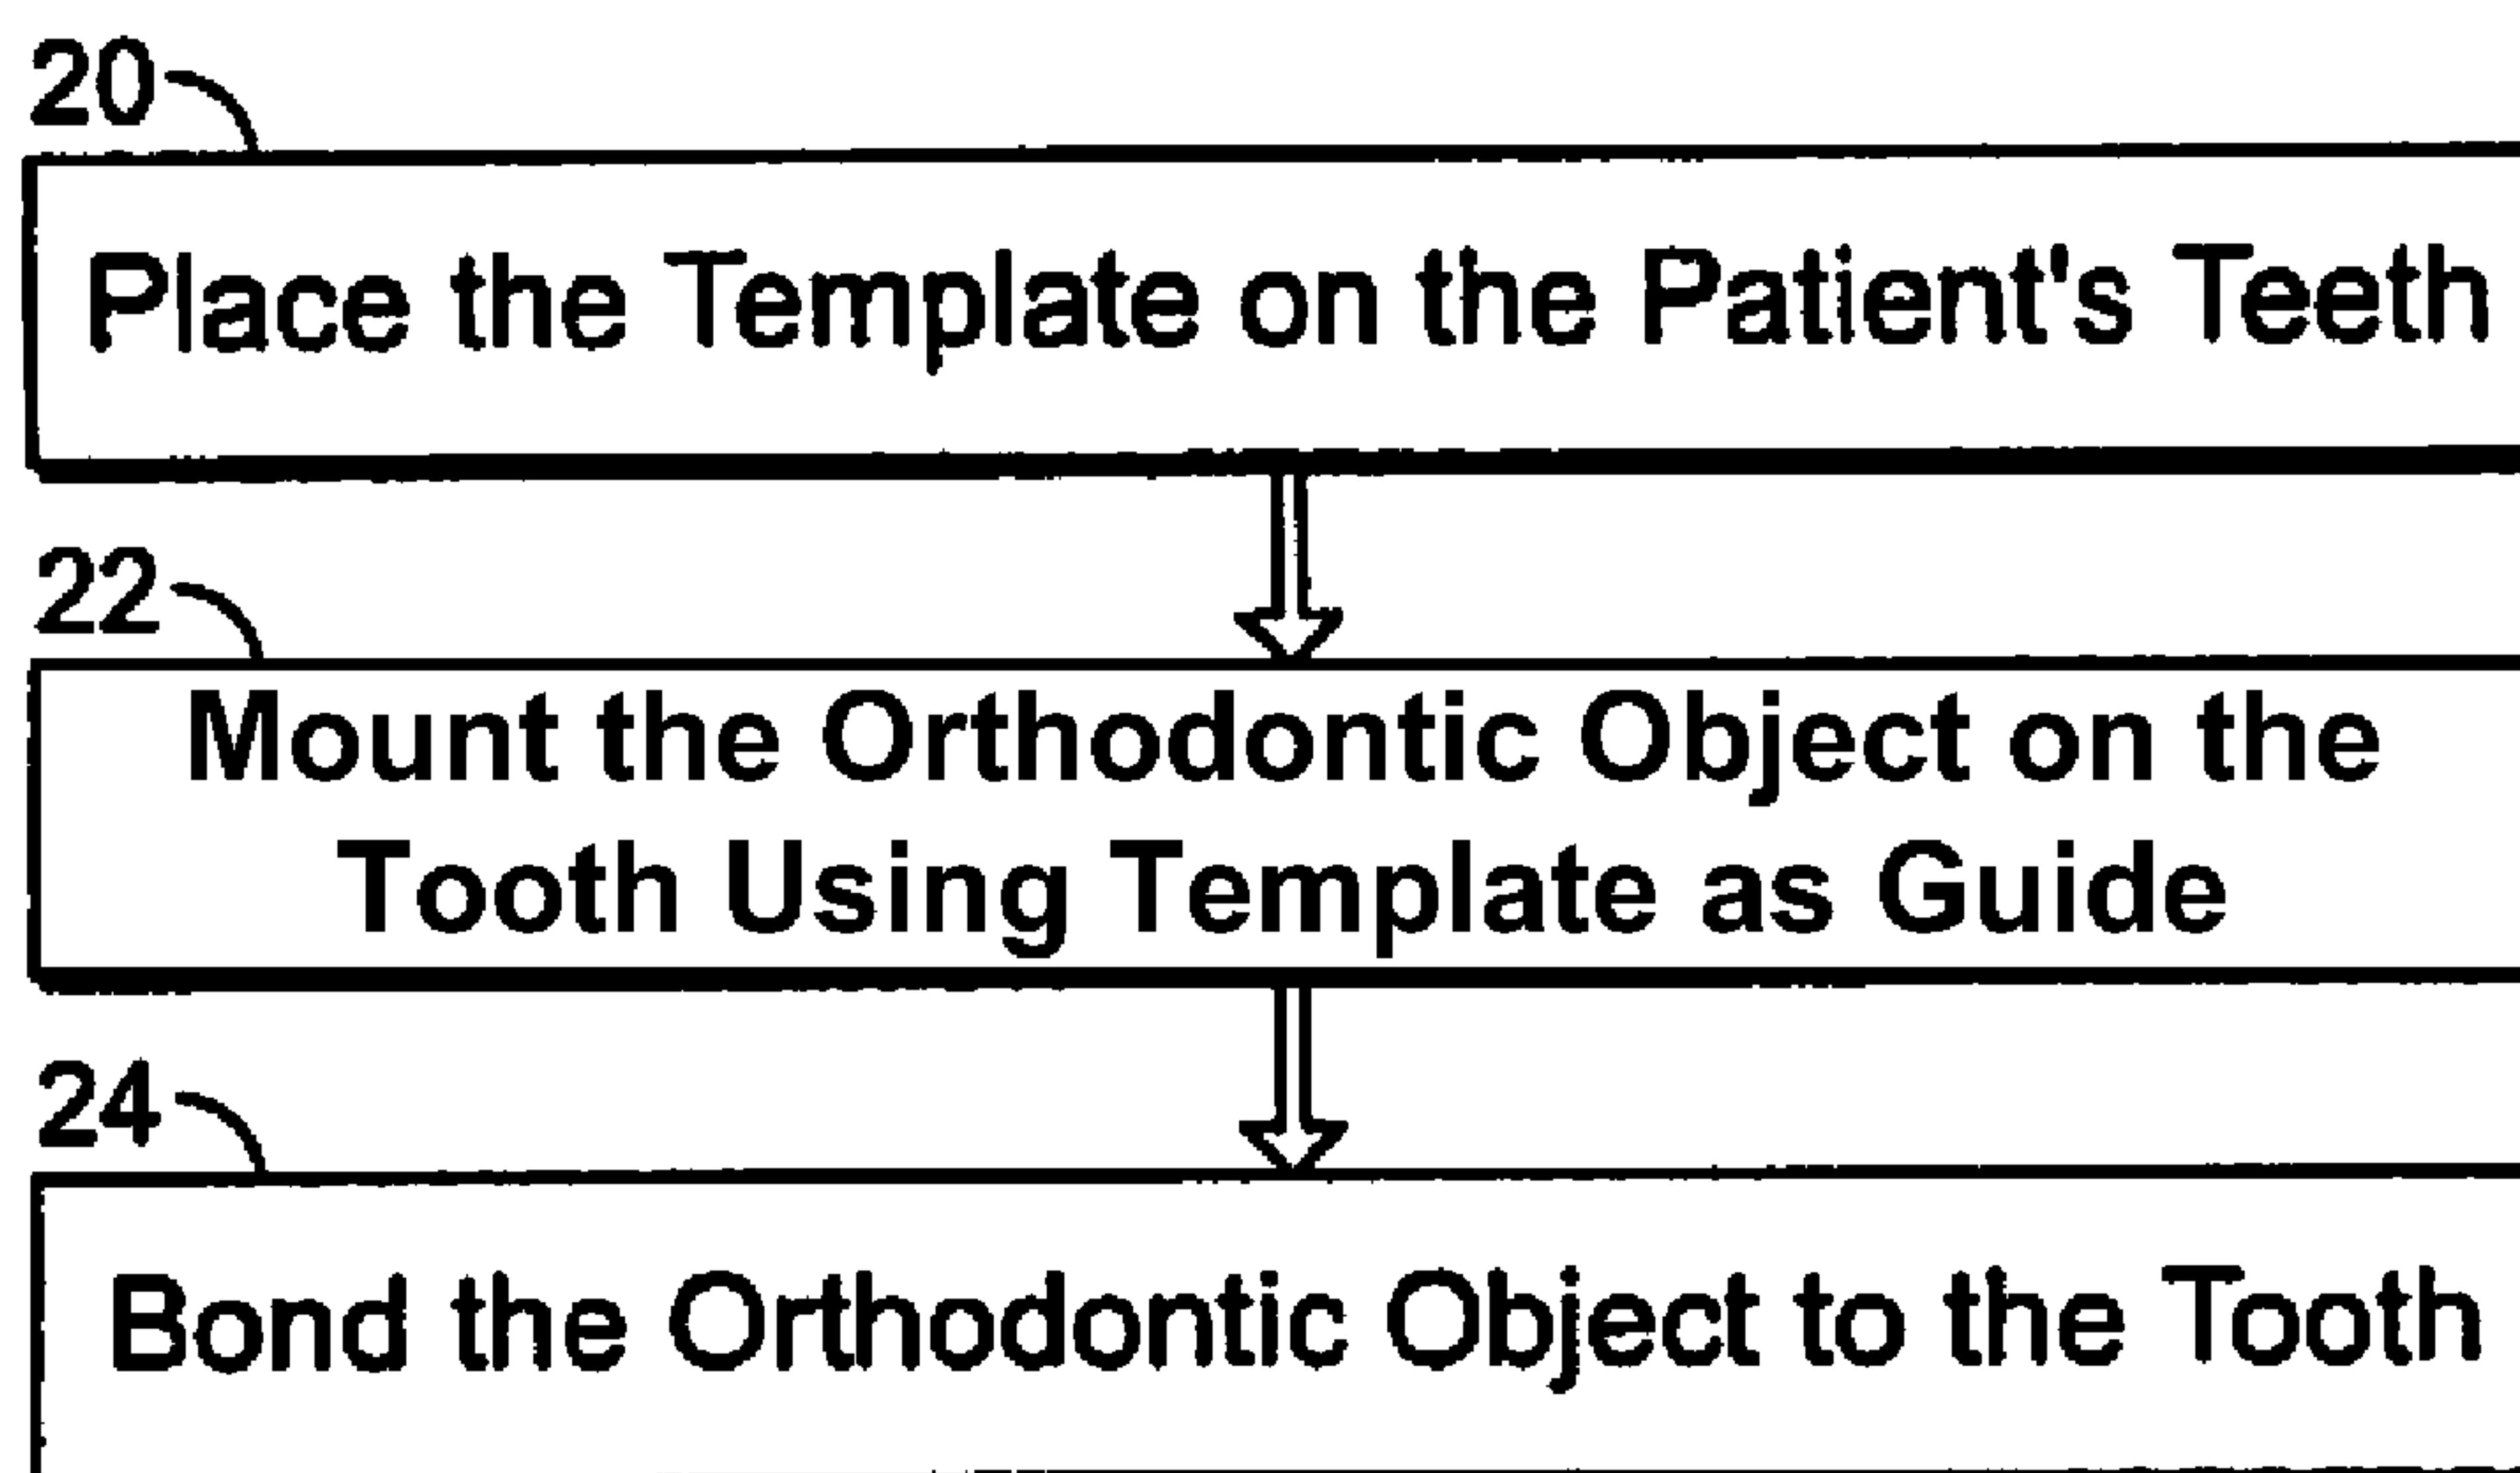 20
Place the Template on the Patient's Teeth
22
Mount the Orthodontic Object on the
Tooth Using Template as Guide
24
Bond the Orthodontic Object to the Tooth